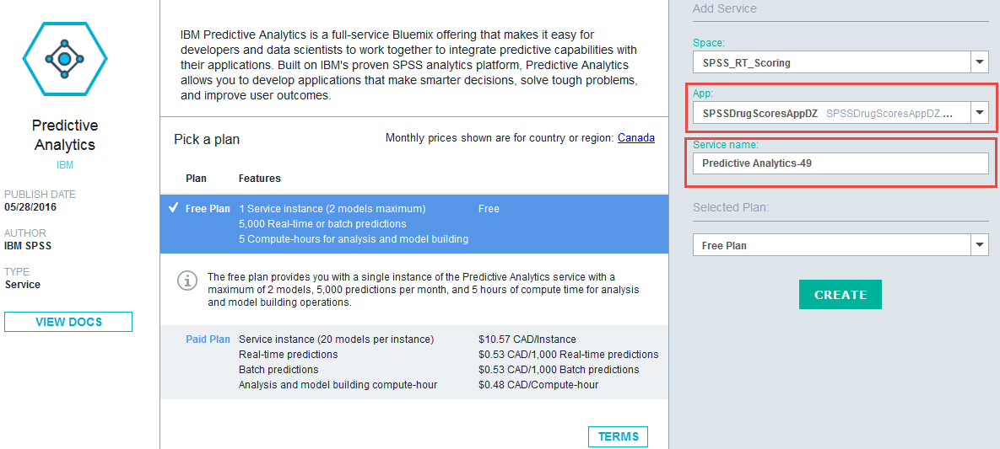 Predictive
Analytics
IBM
PUBLISH DATE
05/28/2016
AUTHOR
IBM SPSS
TYPE
Service
VIEW DOCS
IBM Predictive Analytics is a full-service Bluemix offering that makes it easy for
developers and data scientists to work together to integrate predictive capabilities with
their applications. Built on IBM's proven SPSS analytics platform, Predictive Analytics
allows you to develop applications that make smarter decisions, solve tough problems,
and improve user outcomes.
Pick a plan Monthly prices shown are for country or region: Canada
Plan Features
Free Plan 1 Service instance (2 models maximum) Free
5,000 Real-time or batch predictions
5 Compute-hours for analysis and model building
The free plan provides you with a single instance of the Predictive Analytics service with a
maximum of 2 models, 5,000 predictions per month, and 5 hours of compute time for analysis
and model building operations.
Paid Plan Service instance (20 models per instance) $10.57 CAD/Instance
Real-time predictions $0.53 CAD/1,000 Real-time predictions
Batch predictions $0.53 CAD/1,000 Batch predictions
Analysis and model building compute-hour $0.48 CAD/Compute-hour
TERMS
Add Service
Space:
SPSS_RT_Scoring
App:
SPSSDrugScoresAppDZ SPSSDrugScoresAppDZ....
Service name:
Predictive Analytics-49
Selected Plan:
Free Plan
CREATE